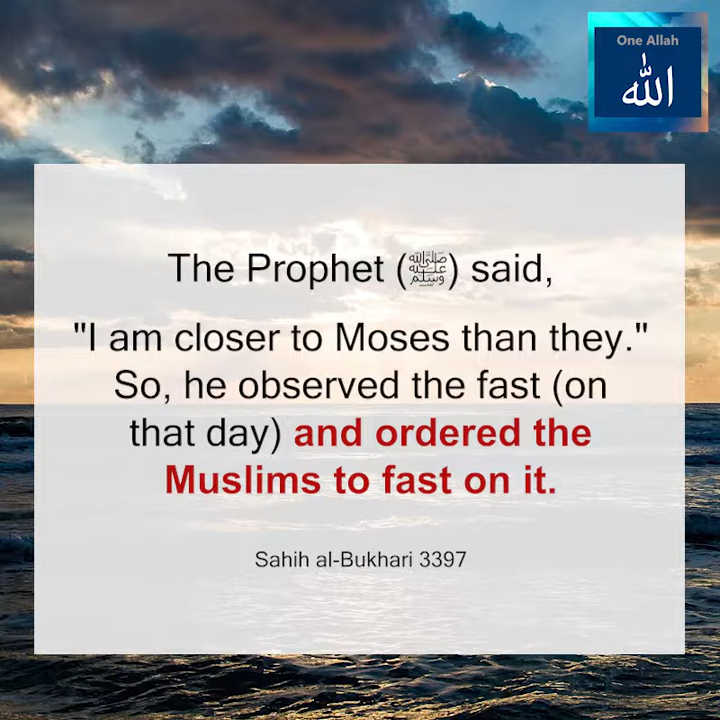 One Allah
الله
The Prophet (ﷺ) said,
"I am closer to Moses than they."
So, he observed the fast (on
that day) and ordered the
Muslims to fast on it.
Sahih al-Bukhari 3397